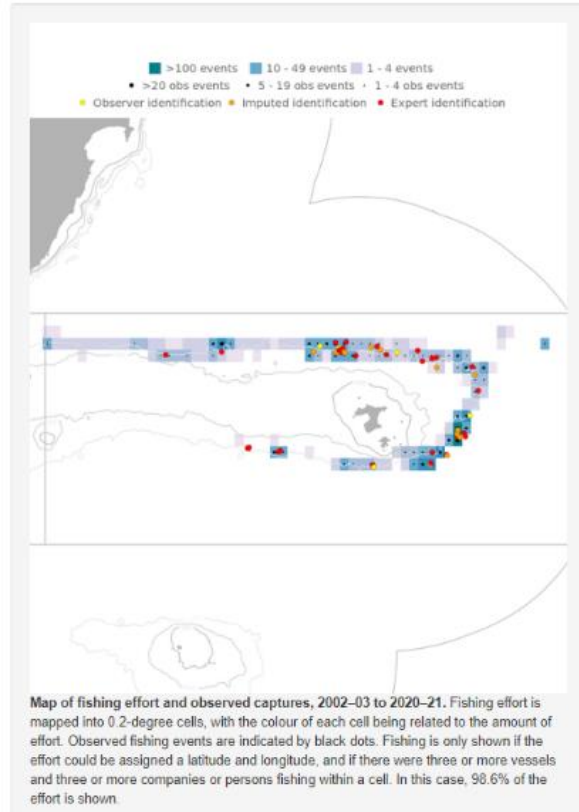 >100 events 10 - 49 events 1 - 4 events
>20 obs events 5 - 19 obs events 1 - 4 obs events
Observer identification Imputed identification Expert identification
Map of fishing effort and observed captures, 2002–03 to 2020–21. Fishing effort is
mapped into 0.2-degree cells, with the colour of each cell being related to the amount of
effort. Observed fishing events are indicated by black dots. Fishing is only shown if the
effort could be assigned a latitude and longitude, and if there were three or more vessels
and three or more companies or persons fishing within a cell. In this case, 98.6% of the
effort is shown.